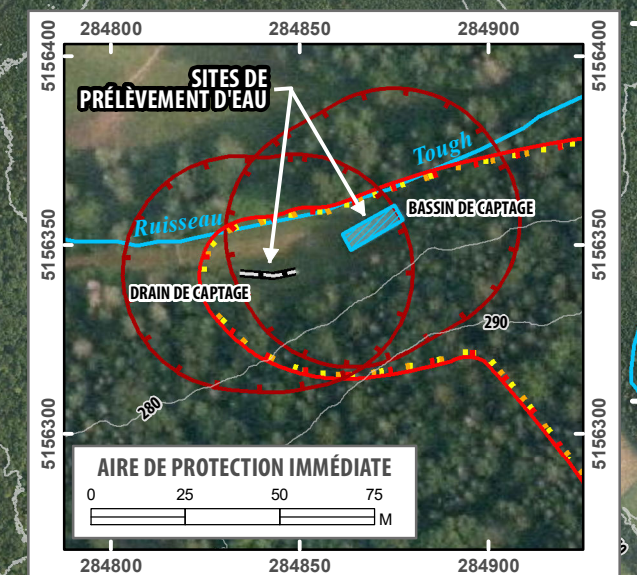 284800 284850 284900
5156400 5156400
SITES DE
PRÉLÈVEMENT D'EAU
Tough
BASSIN DE CAPTAGE
Ruisseau
5156350 5156350
DRAIN DE CAPTAGE
290
280
5156300 5156300
AIRE DE PROTECTION IMMÉDIATE
0 25 50 75
M
284800 284850 284900